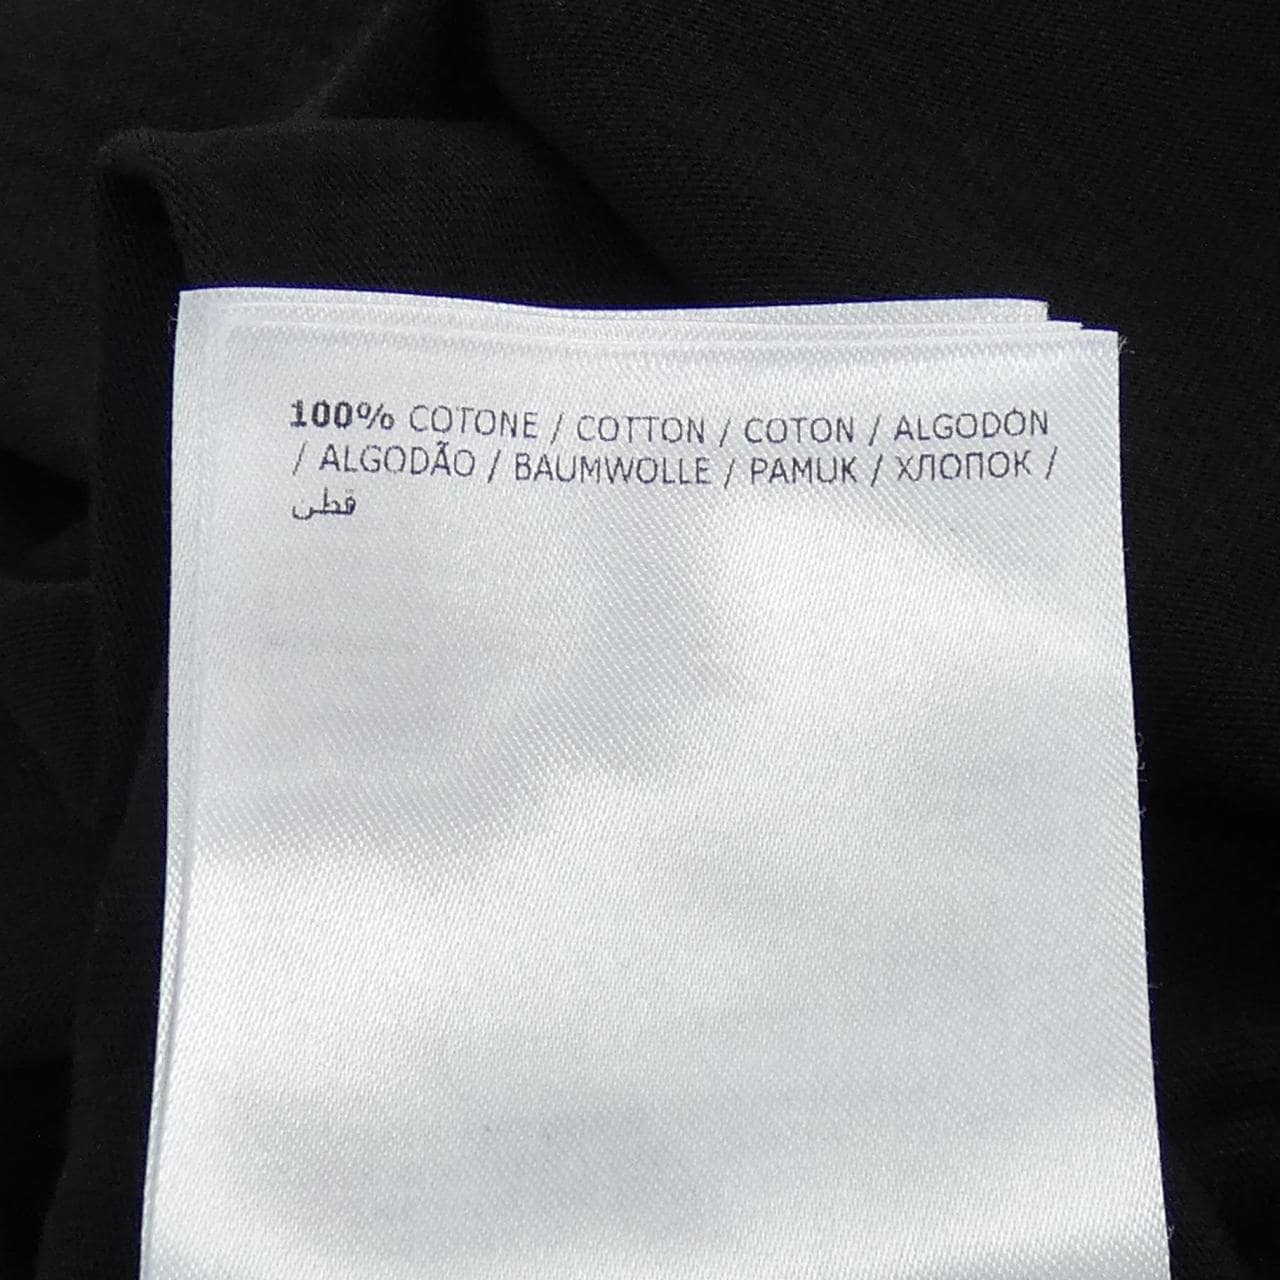 100% COTONE / COTTON / COTON / ALGODÓN
/ ALGODÃO / BAUMWOLLE / PAMUK / ХЛОПОК /
قطن